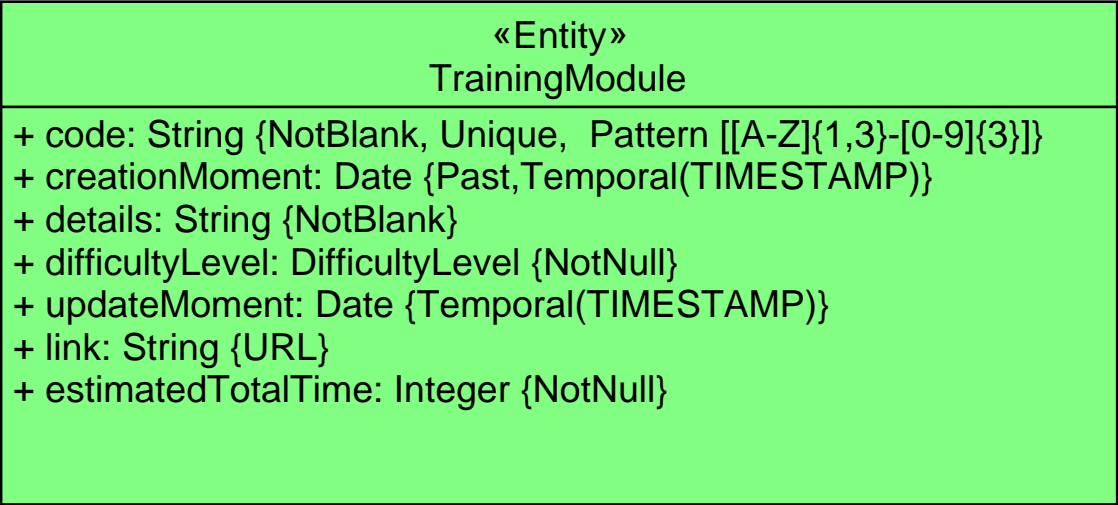 «Entity»
TrainingModule
+ code: String {NotBlank, Unique,  Pattern [[A-Z]{1,3}-[0-9]{3}]}
+ creationMoment: Date {Past,Temporal(TIMESTAMP)}
+ details: String {NotBlank}
+ difficultyLevel: DifficultyLevel {NotNull}
+ updateMoment: Date {Temporal(TIMESTAMP)}
+ link: String {URL}
+ estimatedTotalTime: Integer {NotNull}